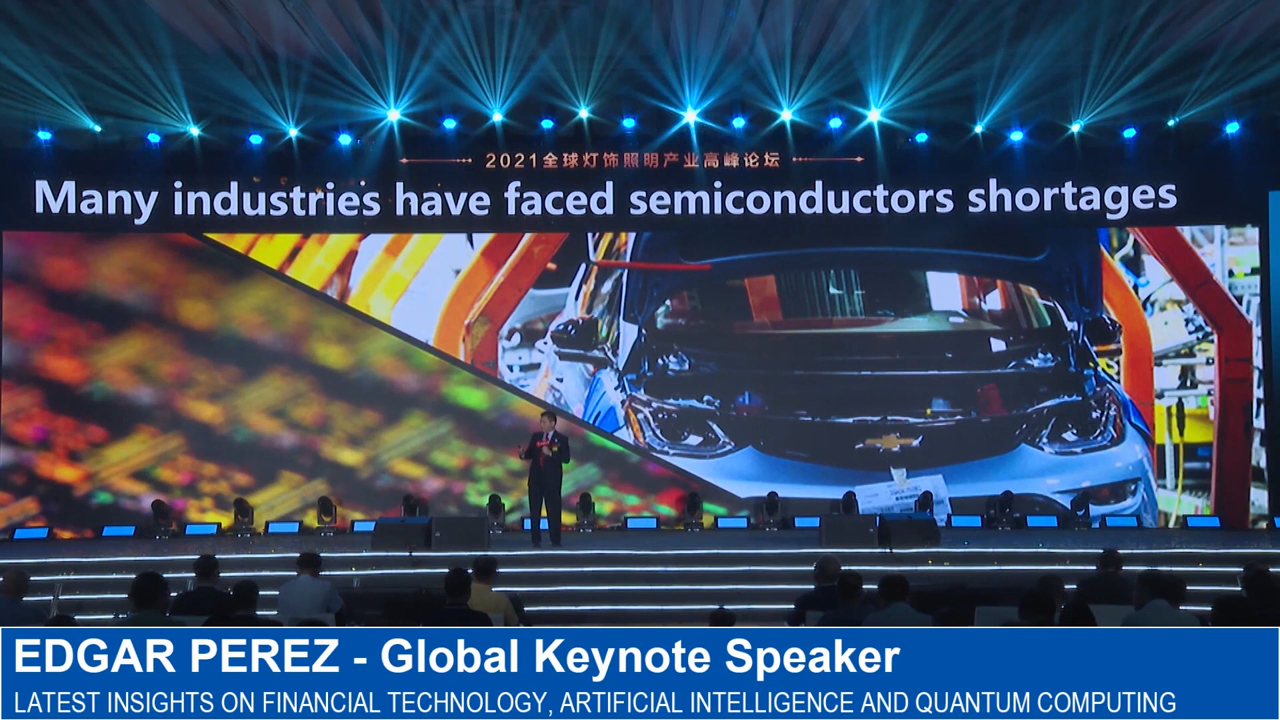 2021全球灯饰照明产业高峰论坛
Many industries have faced semiconductors shortages
EDGAR PEREZ - Global Keynote Speaker
LATEST INSIGHTS ON FINANCIAL TECHNOLOGY, ARTIFICIAL INTELLIGENCE AND QUANTUM COMPUTING